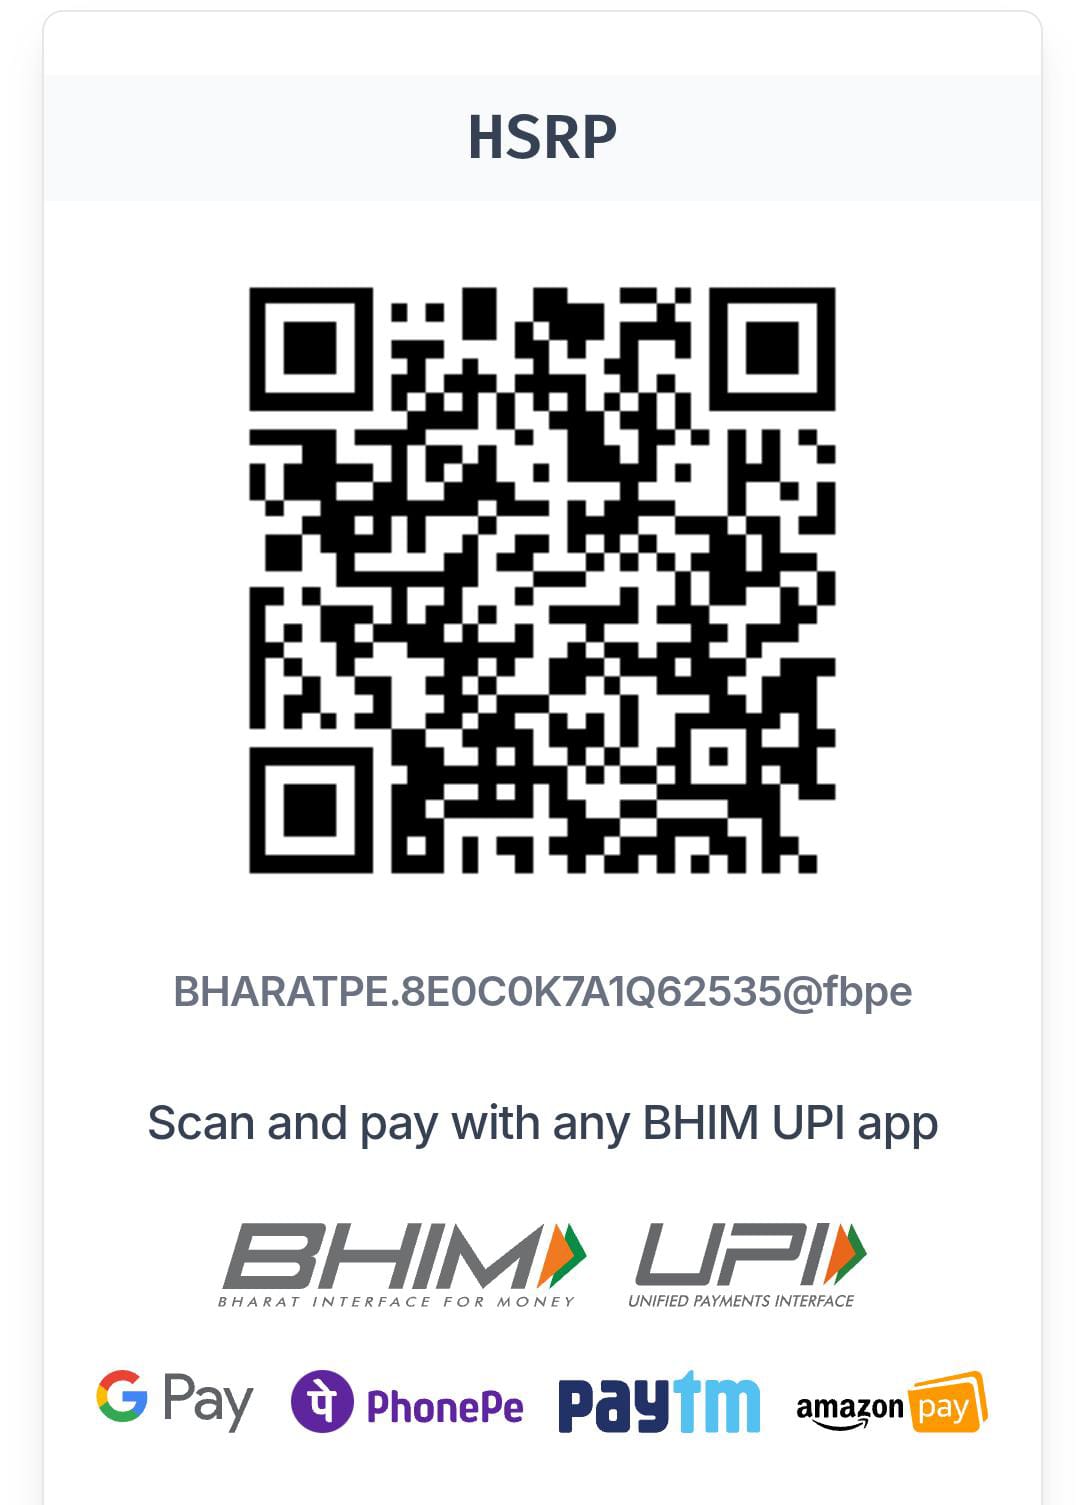 HSRP
BHARATPE.8E0C0K7A1Q62535@fbpe
Scan and pay with any BHIM UPI app
BHIM UPI
BHARAT INTERFACE FOR MONEY UNIFIED PAYMENTS INTERFACE
G Pay पे PhonePe paytm amazon pay